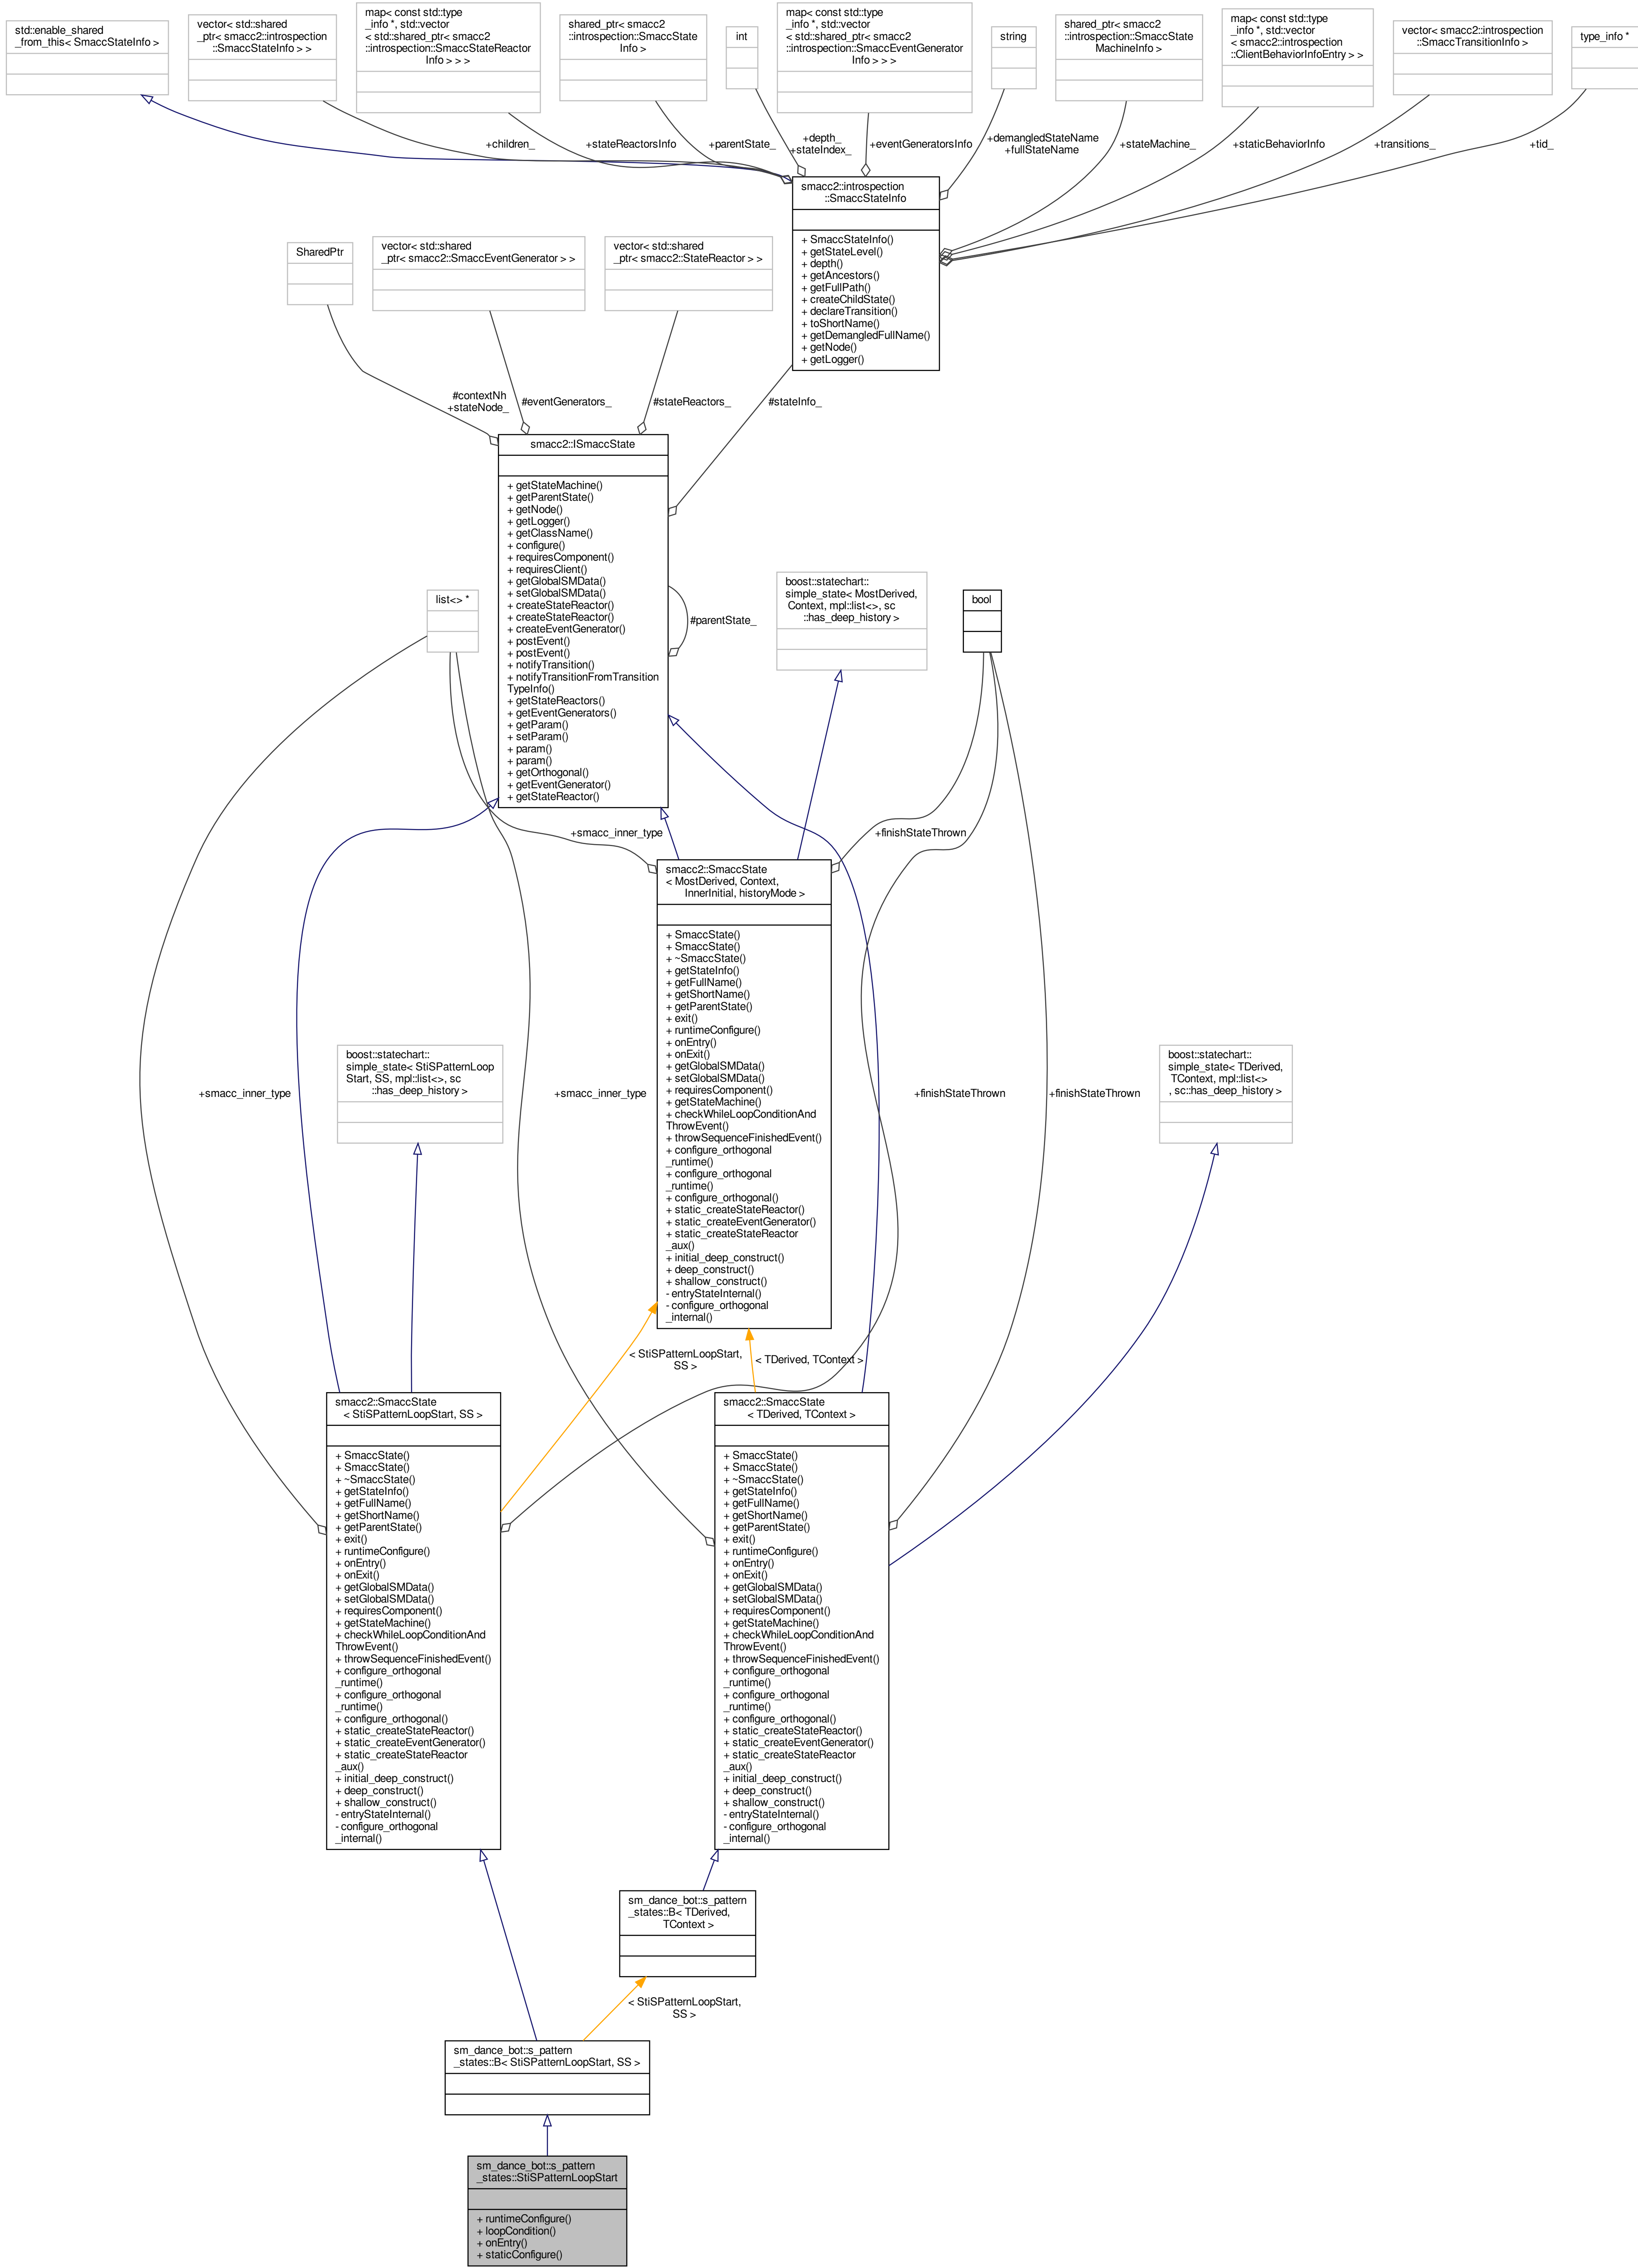 std::enable_shared
_from_this< SmaccStateInfo >
vector< std::shared
_ptr< smacc2::introspection
::SmaccStateInfo > >
map< const std::type
_info *, std::vector
< std::shared_ptr< smacc2
::introspection::SmaccStateReactor
Info > > >
shared_ptr< smacc2
::introspection::SmaccState
Info >
int
map< const std::type
_info *, std::vector
< std::shared_ptr< smacc2
::introspection::SmaccEventGenerator
Info > > >
string
shared_ptr< smacc2
::introspection::SmaccState
MachineInfo >
map< const std::type
_info *, std::vector
< smacc2::introspection
::ClientBehaviorInfoEntry > >
vector< smacc2::introspection
::SmaccTransitionInfo >
type_info *
+children_
+stateReactorsInfo
+parentState_
+depth_
+stateIndex_
+eventGeneratorsInfo
+demangledStateName
+fullStateName
+stateMachine_
+staticBehaviorInfo
+transitions_
+tid_
smacc2::introspection
::SmaccStateInfo
+ SmaccStateInfo()
+ getStateLevel()
+ depth()
+ getAncestors()
+ getFullPath()
+ createChildState()
+ declareTransition()
+ toShortName()
+ getDemangledFullName()
+ getNode()
+ getLogger()
SharedPtr
vector< std::shared
_ptr< smacc2::SmaccEventGenerator > >
vector< std::shared
_ptr< smacc2::StateReactor > >
#contextNh
+stateNode_
#eventGenerators_
#stateReactors_
#stateInfo_
smacc2::ISmaccState
+ getStateMachine()
+ getParentState()
+ getNode()
+ getLogger()
+ getClassName()
+ configure()
+ requiresComponent()
+ requiresClient()
+ getGlobalSMData()
+ setGlobalSMData()
+ createStateReactor()
+ createStateReactor()
+ createEventGenerator()
+ postEvent()
+ postEvent()
+ notifyTransition()
+ notifyTransitionFromTransition
TypeInfo()
+ getStateReactors()
+ getEventGenerators()
+ getParam()
+ setParam()
+ param()
+ param()
+ getOrthogonal()
+ getEventGenerator()
+ getStateReactor()
#parentState_
list<> *
boost::statechart::
simple_state< MostDerived,
Context, mpl::list<>, sc
::has_deep_history >
bool
+smacc_inner_type
+finishStateThrown
smacc2::SmaccState
< MostDerived, Context,
InnerInitial, historyMode >
+ SmaccState()
+ SmaccState()
+ ~SmaccState()
+ getStateInfo()
+ getFullName()
+ getShortName()
+ getParentState()
+ exit()
+ runtimeConfigure()
+ onEntry()
+ onExit()
+ getGlobalSMData()
+ setGlobalSMData()
+ requiresComponent()
+ getStateMachine()
+ checkWhileLoopConditionAnd
ThrowEvent()
+ throwSequenceFinishedEvent()
+ configure_orthogonal
_runtime()
+ configure_orthogonal
_runtime()
+ configure_orthogonal()
+ static_createStateReactor()
+ static_createEventGenerator()
+ static_createStateReactor
_aux()
+ initial_deep_construct()
+ deep_construct()
+ shallow_construct()
- entryStateInternal()
- configure_orthogonal
_internal()
boost::statechart::
simple_state< StiSPatternLoop
Start, SS, mpl::list<>, sc
::has_deep_history >
boost::statechart::
simple_state< TDerived,
TContext, mpl::list<>
, sc::has_deep_history >
+smacc_inner_type
+smacc_inner_type
+finishStateThrown
+finishStateThrown
< StiSPatternLoopStart,
SS >
< TDerived, TContext >
smacc2::SmaccState
< StiSPatternLoopStart, SS >
+ SmaccState()
+ SmaccState()
+ ~SmaccState()
+ getStateInfo()
+ getFullName()
+ getShortName()
+ getParentState()
+ exit()
+ runtimeConfigure()
+ onEntry()
+ onExit()
+ getGlobalSMData()
+ setGlobalSMData()
+ requiresComponent()
+ getStateMachine()
+ checkWhileLoopConditionAnd
ThrowEvent()
+ throwSequenceFinishedEvent()
+ configure_orthogonal
_runtime()
+ configure_orthogonal
_runtime()
+ configure_orthogonal()
+ static_createStateReactor()
+ static_createEventGenerator()
+ static_createStateReactor
_aux()
+ initial_deep_construct()
+ deep_construct()
+ shallow_construct()
- entryStateInternal()
- configure_orthogonal
_internal()
smacc2::SmaccState
< TDerived, TContext >
+ SmaccState()
+ SmaccState()
+ ~SmaccState()
+ getStateInfo()
+ getFullName()
+ getShortName()
+ getParentState()
+ exit()
+ runtimeConfigure()
+ onEntry()
+ onExit()
+ getGlobalSMData()
+ setGlobalSMData()
+ requiresComponent()
+ getStateMachine()
+ checkWhileLoopConditionAnd
ThrowEvent()
+ throwSequenceFinishedEvent()
+ configure_orthogonal
_runtime()
+ configure_orthogonal
_runtime()
+ configure_orthogonal()
+ static_createStateReactor()
+ static_createEventGenerator()
+ static_createStateReactor
_aux()
+ initial_deep_construct()
+ deep_construct()
+ shallow_construct()
- entryStateInternal()
- configure_orthogonal
_internal()
sm_dance_bot::s_pattern
_states::B< TDerived,
TContext >
< StiSPatternLoopStart,
SS >
sm_dance_bot::s_pattern
_states::B< StiSPatternLoopStart, SS >
sm_dance_bot::s_pattern
_states::StiSPatternLoopStart
+ runtimeConfigure()
+ loopCondition()
+ onEntry()
+ staticConfigure()